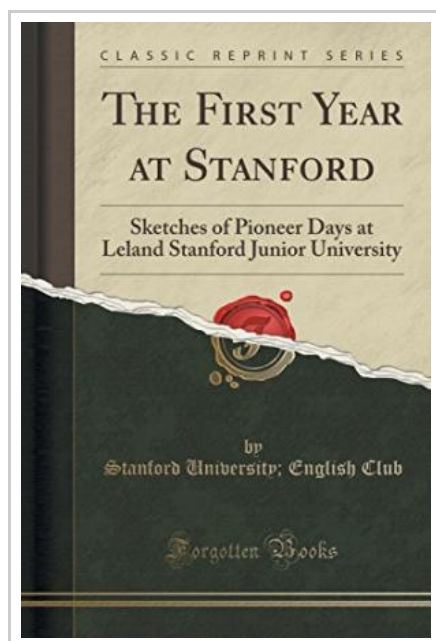 CLASSIC REPRINT SERIES
THE FIRST YEAR
AT STANFORD
Sketches of Pioneer Days at
Leland Stanford Junior University
by
Stanford University; English Club
Forgotten Books